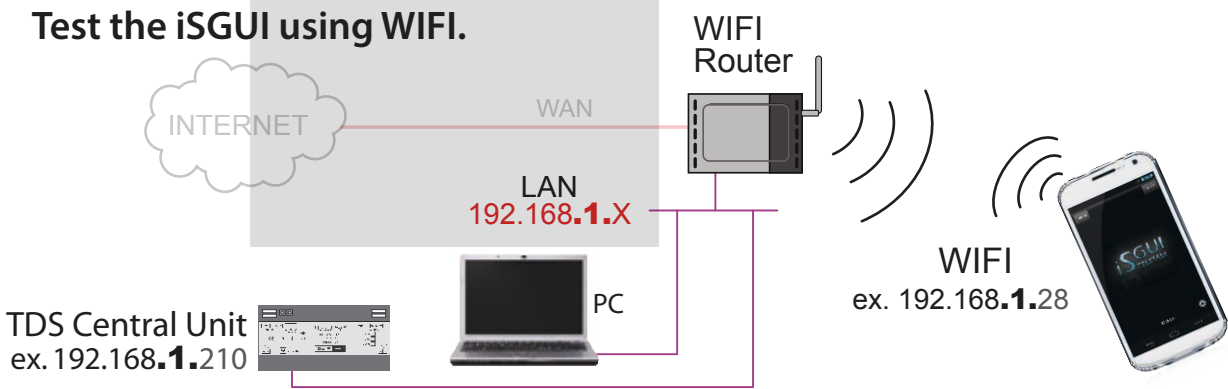 Test the iSGUI using WIFI.
WIFI
Router
INTERNET
WAN
LAN
192.168.1.X
PC
WIFI
ex. 192.168.1.28
iSGUI
TDS Central Unit
ex. 192.168.1.210